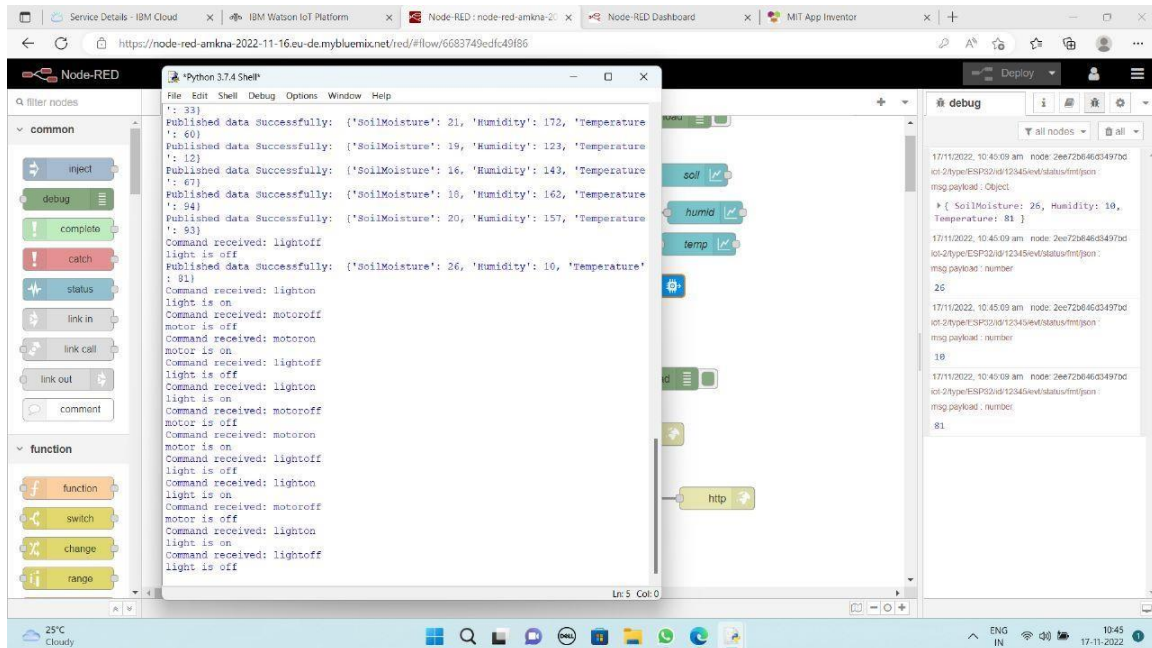 Service Details - IBM Cloud
IBM Watson IoT Platform
Node-RED : node-red-amkna-20
Node-RED Dashboard
MIT App Inventor
https://node-red-amkna-2022-11-16.eu-de.mybluemix.net/red/#flow/6683749edfc49f86
Node-RED
Deploy
filter nodes
common
inject
debug
complete
catch
status
link in
link call
link out
comment
function
function
switch
change
range
*Python 3.7.4 Shell*
File Edit Shell Debug Options Window Help
': 33}
Published data Successfully: {'SoilMoisture': 21, 'Humidity': 172, 'Temperature
': 60}
Published data Successfully: {'SoilMoisture': 19, 'Humidity': 123, 'Temperature
': 12}
Published data Successfully: {'SoilMoisture': 16, 'Humidity': 143, 'Temperature
': 67}
Published data Successfully: {'SoilMoisture': 18, 'Humidity': 162, 'Temperature
': 94}
Published data Successfully: {'SoilMoisture': 20, 'Humidity': 157, 'Temperature
': 93}
Command received: lightoff
light is off
Published data Successfully: {'SoilMoisture': 26, 'Humidity': 10, 'Temperature'
: 81}
Command received: lighton
light is on
Command received: motoroff
motor is off
Command received: motoron
motor is on
Command received: lightoff
light is off
Command received: lighton
light is on
Command received: motoroff
motor is off
Command received: motoron
motor is on
Command received: lightoff
light is off
Command received: lighton
light is on
Command received: motoroff
motor is off
Command received: lighton
light is on
Command received: lightoff
light is off
Ln: 5 Col: 0
soil
humid
temp
http
debug
all nodes
all
17/11/2022, 10:45:09 am node: 2ee72b646d3497bd
iot-2/type/ESP32/id/12345/evt/status/fmt/json :
msg.payload : Object
{ SoilMoisture: 26, Humidity: 10,
Temperature: 81 }
17/11/2022, 10:45:09 am node: 2ee72b646d3497bd
iot-2/type/ESP32/id/12345/evt/status/fmt/json :
msg.payload : number
26
17/11/2022, 10:45:09 am node: 2ee72b646d3497bd
iot-2/type/ESP32/id/12345/evt/status/fmt/json :
msg.payload : number
10
17/11/2022, 10:45:09 am node: 2ee72b646d3497bd
iot-2/type/ESP32/id/12345/evt/status/fmt/json :
msg.payload : number
81
25°C
Cloudy
DELL
ENG
IN
10:45
17-11-2022
1